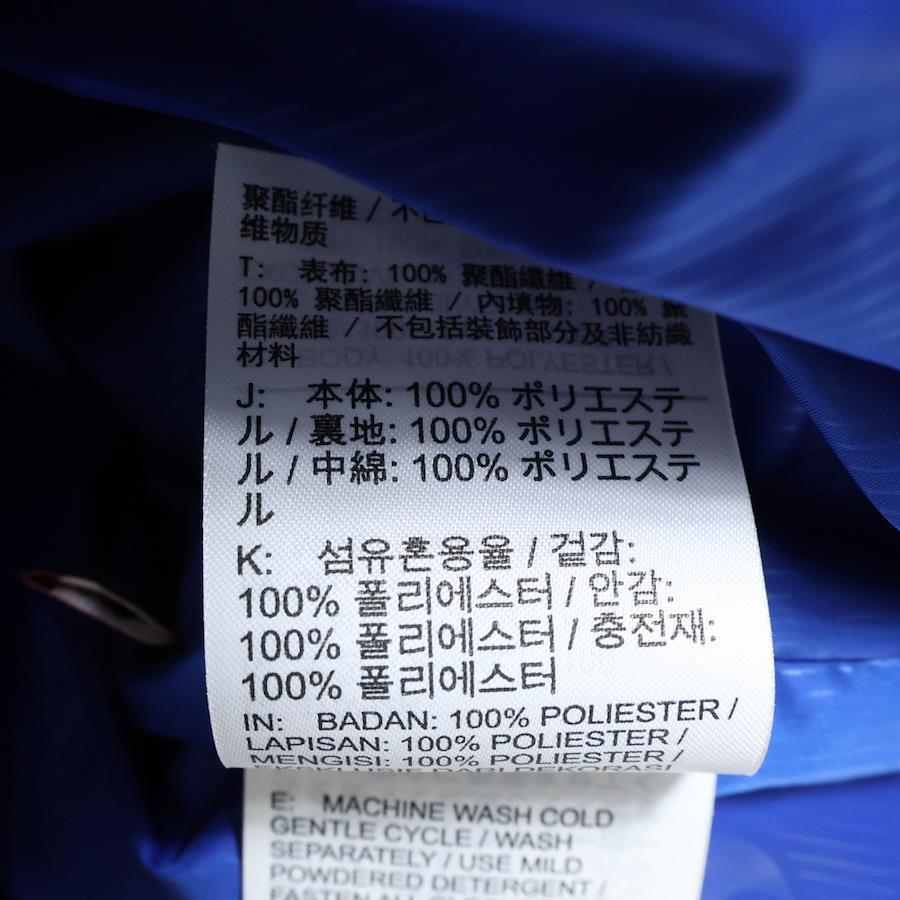 聚酯纤维 / 不
维物质
T: 表布: 100% 聚酯纖維 /
100% 聚酯纖維 / 內填物: 100% 聚
酯纖維 / 不包括裝飾部分及非紡織
材料
J: 本体: 100% ポリエステ
ル / 裏地: 100% ポリエステ
ル / 中綿: 100% ポリエステ
ル
K: 섬유혼용율 / 겉감:
100% 폴리에스터 / 안감:
100% 폴리에스터 / 충전재:
100% 폴리에스터
IN: BADAN: 100% POLIESTER /
LAPISAN: 100% POLIESTER /
MENGISI: 100% POLIESTER /
EKSKLUSIF DARI DEKORASI
E: MACHINE WASH COLD
GENTLE CYCLE / WASH
SEPARATELY / USE MILD
POWDERED DETERGENT /
FASTEN ALL